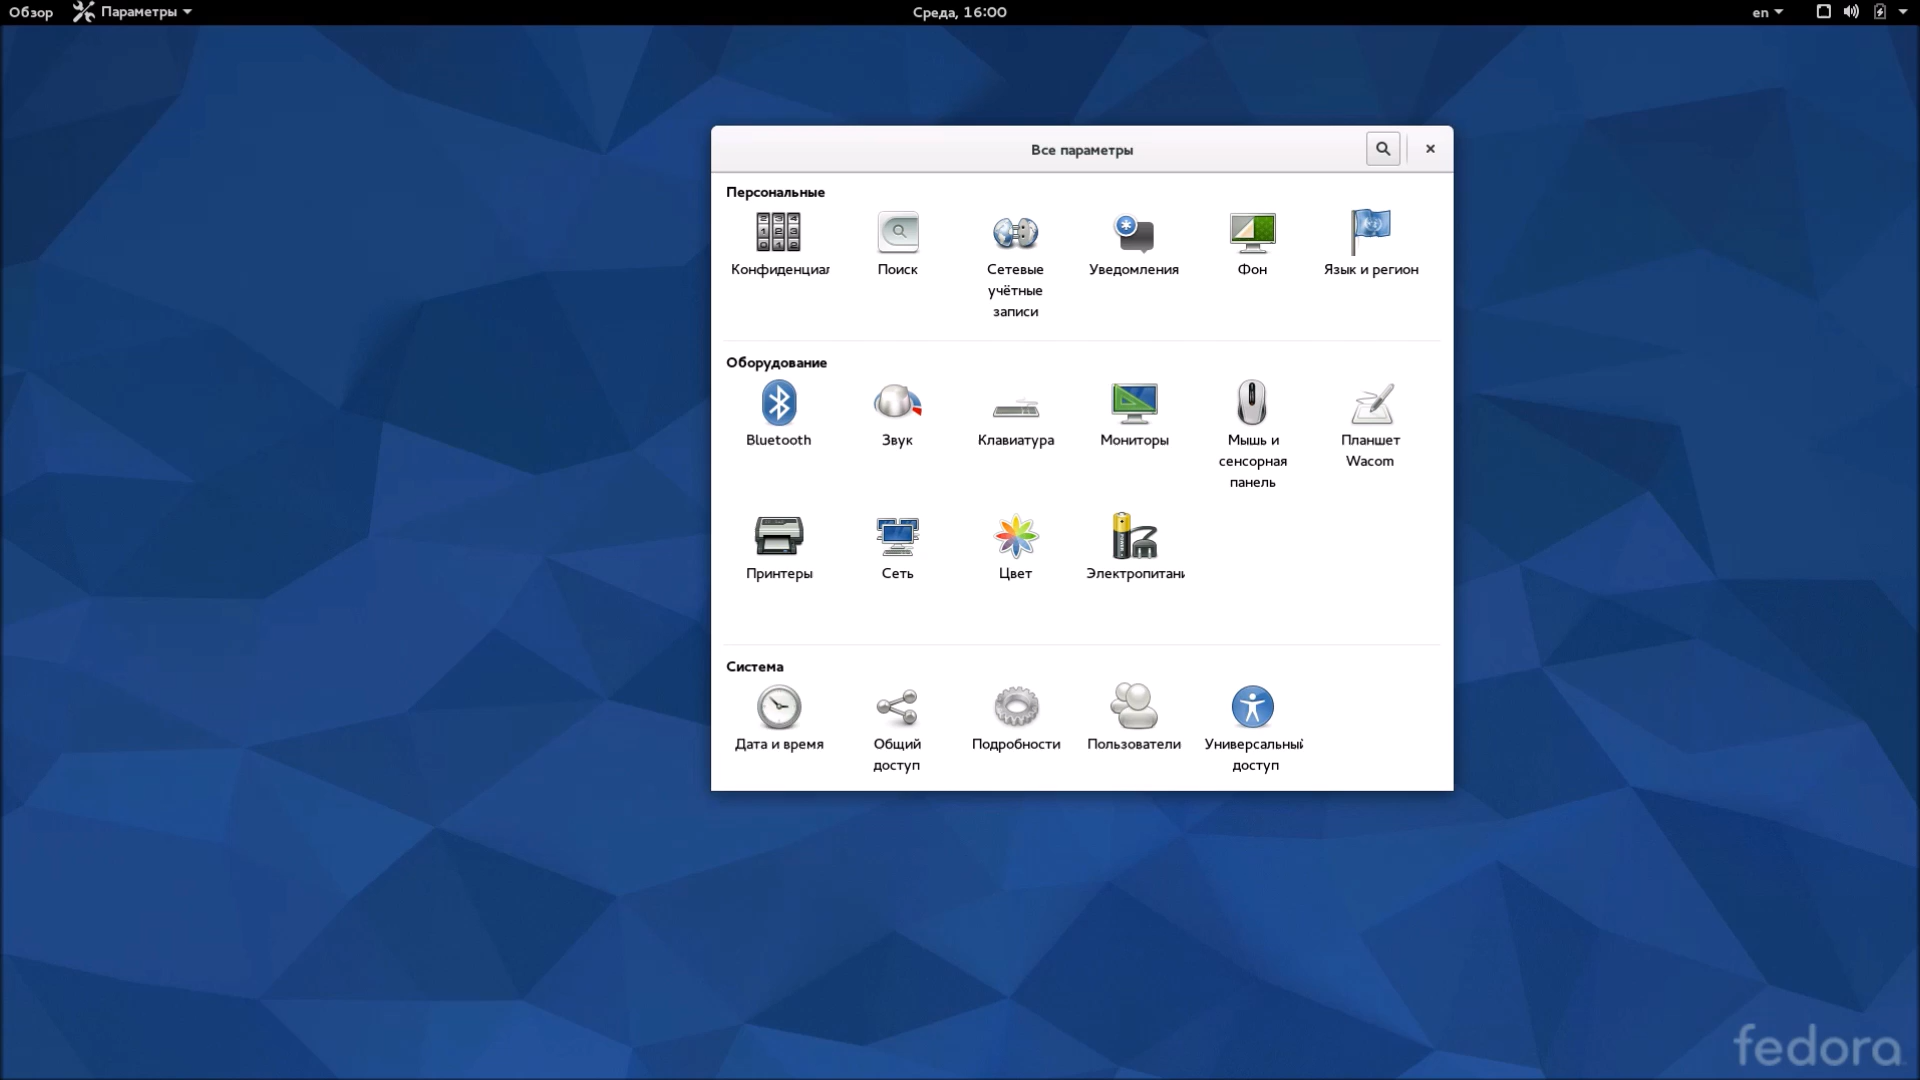 Обзор
Параметры
Среда, 16:00
en
Все параметры
Персональные
Конфиденциал
Поиск
Сетевые
учётные
записи
Уведомления
Фон
Язык и регион
Оборудование
Bluetooth
Звук
Клавиатура
Мониторы
Мышь и
сенсорная
панель
Планшет
Wacom
Принтеры
Сеть
Цвет
Электропитани
Система
Дата и время
Общий
доступ
Подробности
Пользователи
Универсальный
доступ
fedora